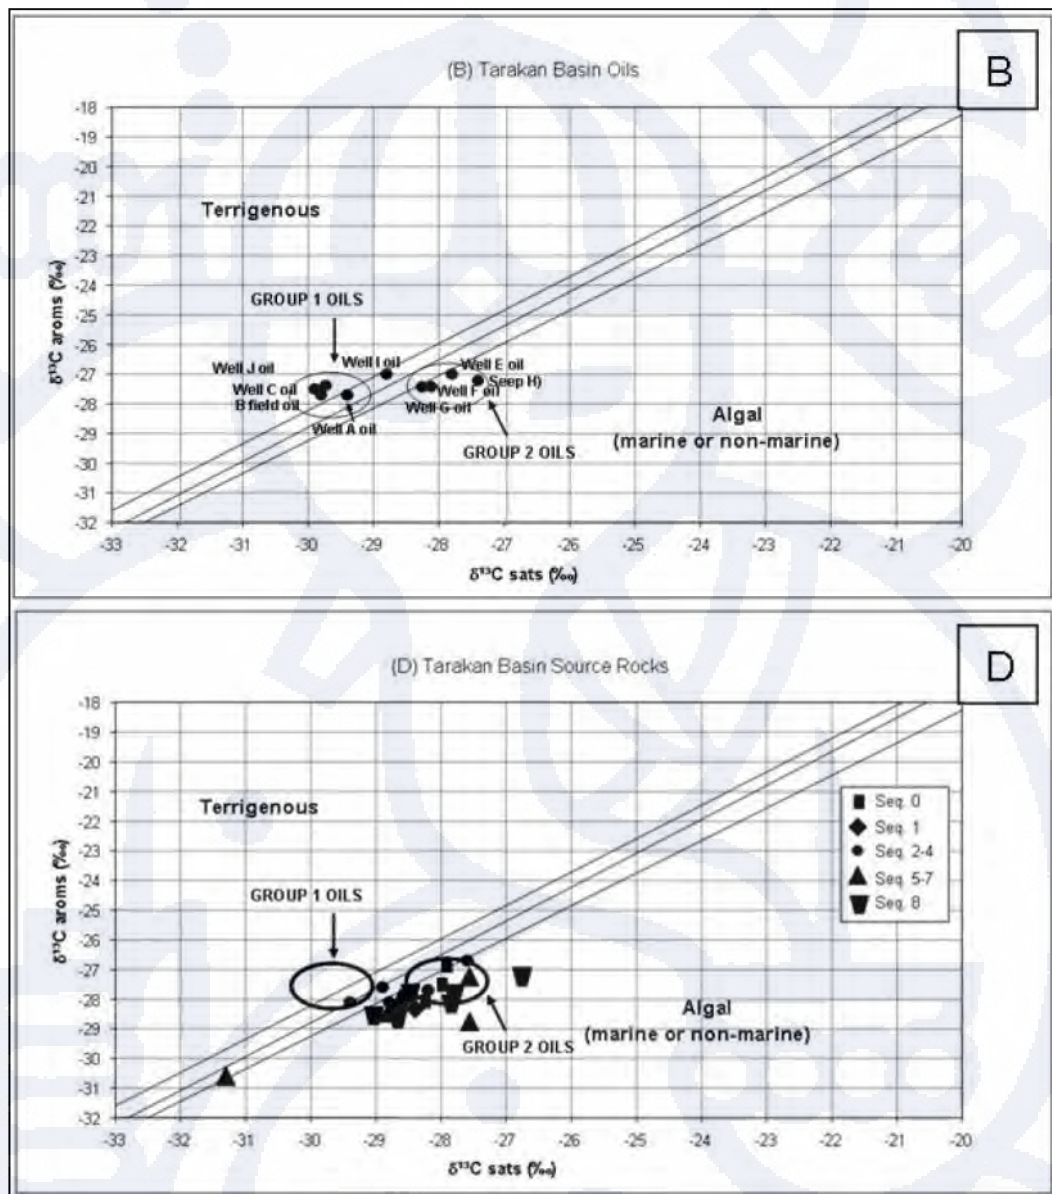 B
(B) Tarakan Basin Oils
-18
-19
-20
-21
-22
-23
-24
-25
-26
-27
-28
-29
-30
-31
-32
δ¹³C aroms (‰)
Terrigenous
GROUP 1 OILS
Well J oil
Well I oil
Well E oil
Well C oil
Seep H)
B field oil
Well F oil
Well G oil
Well A oil
Algal
(marine or non-marine)
GROUP 2 OILS
-33 -32 -31 -30 -29 -28 -27 -26 -25 -24 -23 -22 -21 -20
δ¹³C sats (‰)
D
(D) Tarakan Basin Source Rocks
-18
-19
-20
-21
-22
-23
-24
-25
-26
-27
-28
-29
-30
-31
-32
δ¹³C aroms (‰)
Terrigenous
Seq. 0
Seq. 1
Seq. 2-4
Seq. 5-7
Seq. 8
GROUP 1 OILS
Algal
(marine or non-marine)
GROUP 2 OILS
-33 -32 -31 -30 -29 -28 -27 -26 -25 -24 -23 -22 -21 -20
δ¹³C sats (‰)